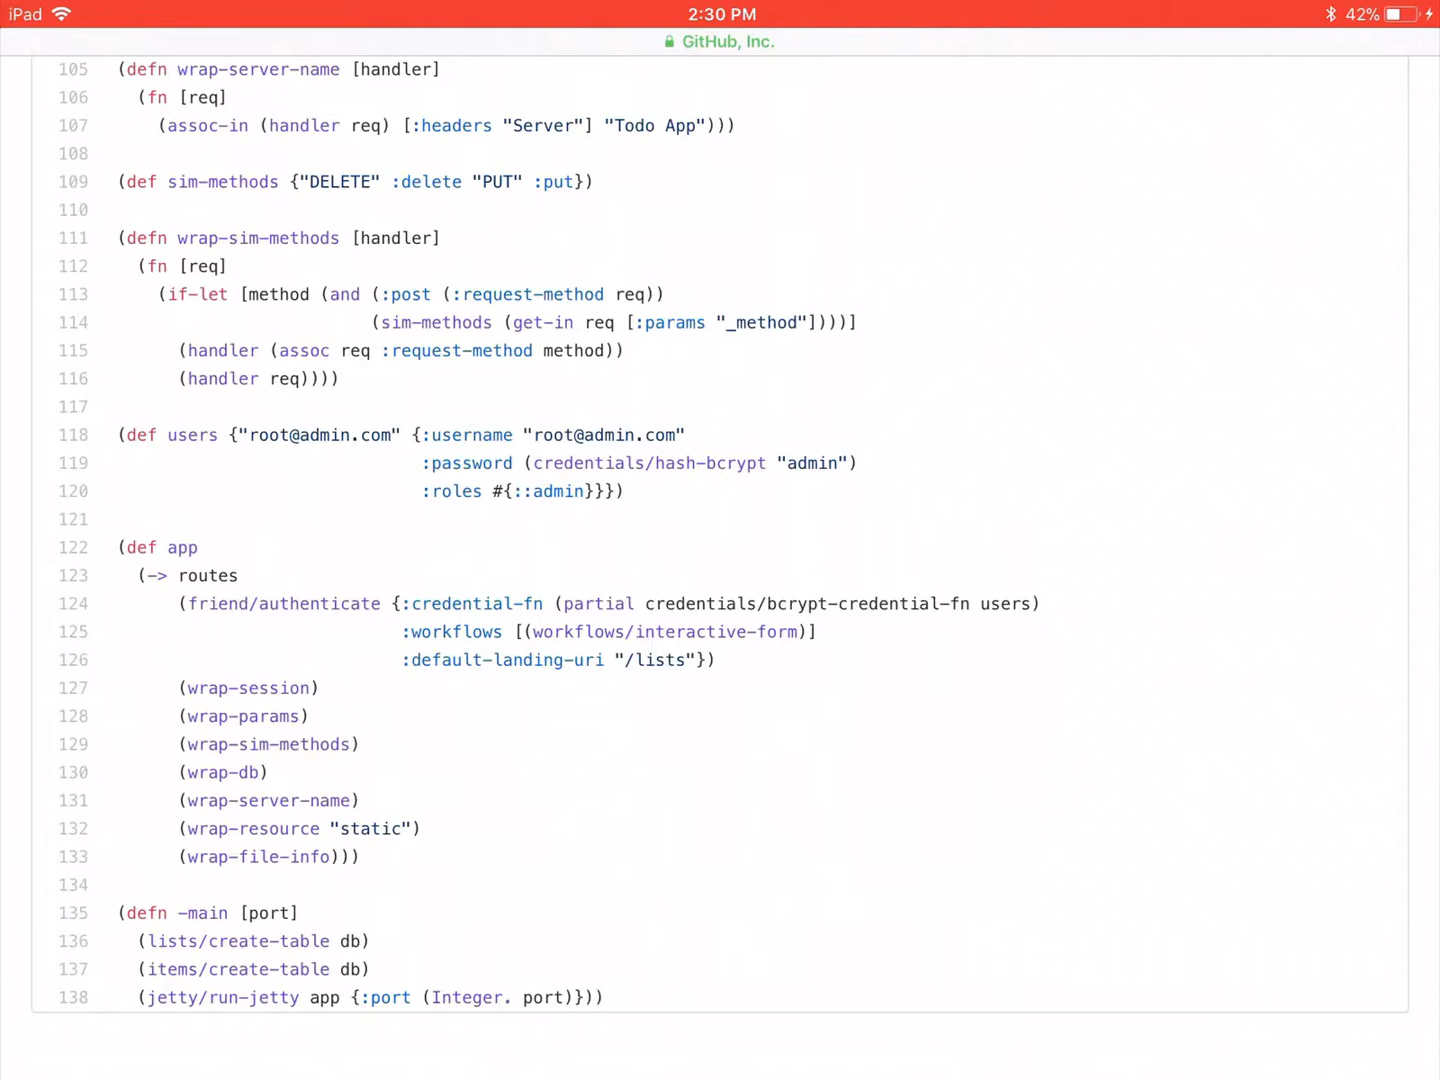 iPad 2:30 PM 42%
GitHub, Inc.
105 (defn wrap-server-name [handler]
106   (fn [req]
107     (assoc-in (handler req) [:headers "Server"] "Todo App")))
108
109 (def sim-methods {"DELETE" :delete "PUT" :put})
110
111 (defn wrap-sim-methods [handler]
112   (fn [req]
113     (if-let [method (and (:post (:request-method req))
114                          (sim-methods (get-in req [:params "_method"])))]
115       (handler (assoc req :request-method method))
116       (handler req))))
117
118 (def users {"root@admin.com" {:username "root@admin.com"
119                               :password (credentials/hash-bcrypt "admin")
120                               :roles #{::admin}}})
121
122 (def app
123   (-> routes
124       (friend/authenticate {:credential-fn (partial credentials/bcrypt-credential-fn users)
125                             :workflows [(workflows/interactive-form)]
126                             :default-landing-uri "/lists"})
127       (wrap-session)
128       (wrap-params)
129       (wrap-sim-methods)
130       (wrap-db)
131       (wrap-server-name)
132       (wrap-resource "static")
133       (wrap-file-info)))
134
135 (defn -main [port]
136   (lists/create-table db)
137   (items/create-table db)
138   (jetty/run-jetty app {:port (Integer. port)}))